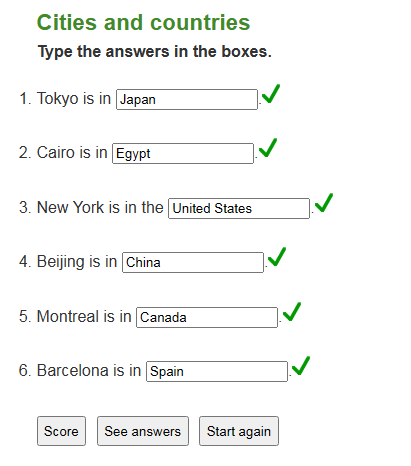 Cities and countries
Type the answers in the boxes.
1. Tokyo is in Japan.
2. Cairo is in Egypt.
3. New York is in the United States.
4. Beijing is in China.
5. Montreal is in Canada.
6. Barcelona is in Spain.
Score See answers Start again